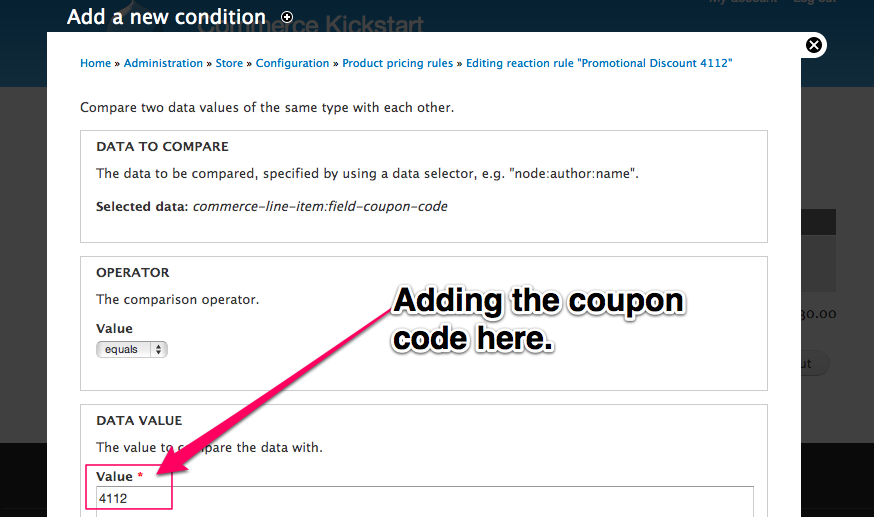 My account Log out
Add a new condition
Commerce Kickstart
Home » Administration » Store » Configuration » Product pricing rules » Editing reaction rule "Promotional Discount 4112"
Compare two data values of the same type with each other.
DATA TO COMPARE
The data to be compared, specified by using a data selector, e.g. "node:author:name".
Selected data: commerce-line-item:field-coupon-code
OPERATOR
The comparison operator.
Value
equals
Adding the coupon
code here.
30.00
ut
DATA VALUE
The value to compare the data with.
Value *
4112